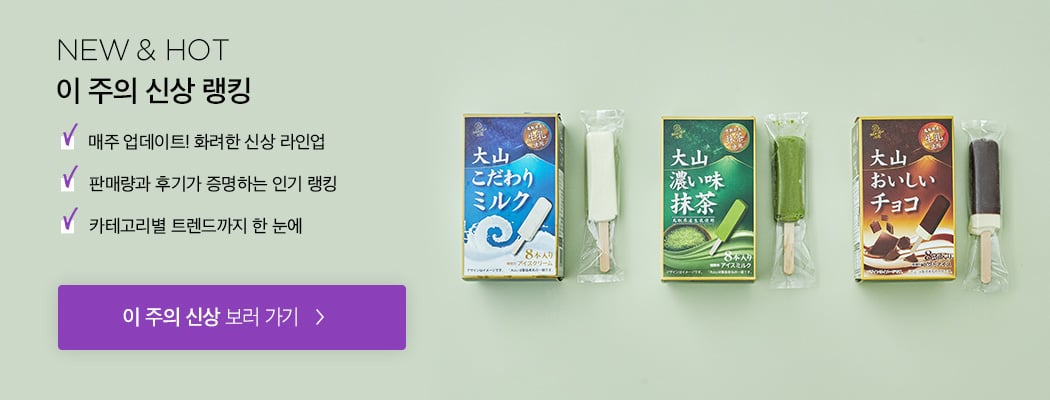 NEW & HOT
이 주의 신상 랭킹
매주 업데이트! 화려한 신상 라인업
판매량과 후기가 증명하는 인기 랭킹
카테고리별 트렌드까지 한 눈에
이 주의 신상 보러 가기 >
大山
こだわり
ミルク
8本入り
アイスクリーム
大山
濃い味
抹茶
8本入り
アイスミルク
大山
おいしい
チョコ